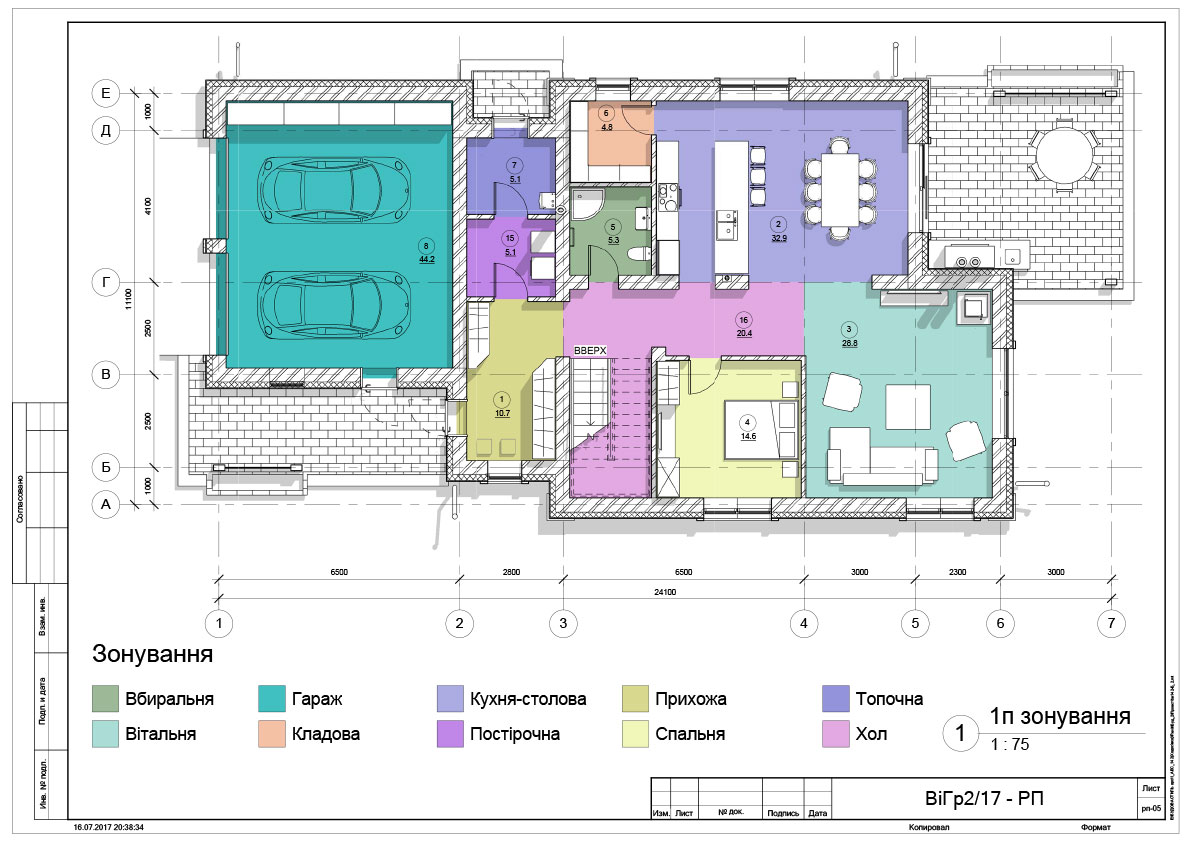 Е
Д
Г
В
Б
А
1000
4100
2500
2500
1000
11100
6
4.8
7
5.1
5
5.3
2
32.9
8
44.2
15
5.1
16
20.4
3
28.8
ВВЕРХ
1
10.7
4
14.6
6500 2800 6500 3000 2300 3000
24100
1 2 3 4 5 6 7
Зонування
Вбиральня Гараж Кухня-столова Прихожа Топочна
Вітальня Кладова Постірочна Спальня Хол
1 1п зонування
1 : 75
Согласовано
Взам. инв.
Подп. и дата
Инв. № подл.
ВіГр2/17 - РП
Лист
рп-05
Изм. Лист № док. Подпись Дата
16.07.2017 20:38:34 Копировал Формат